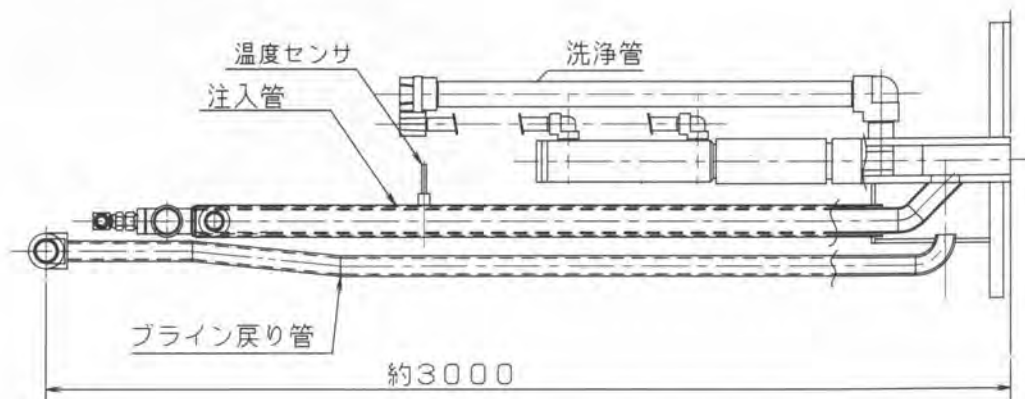 温度センサ
洗浄管
注入管
ブライン戻り管
約3000